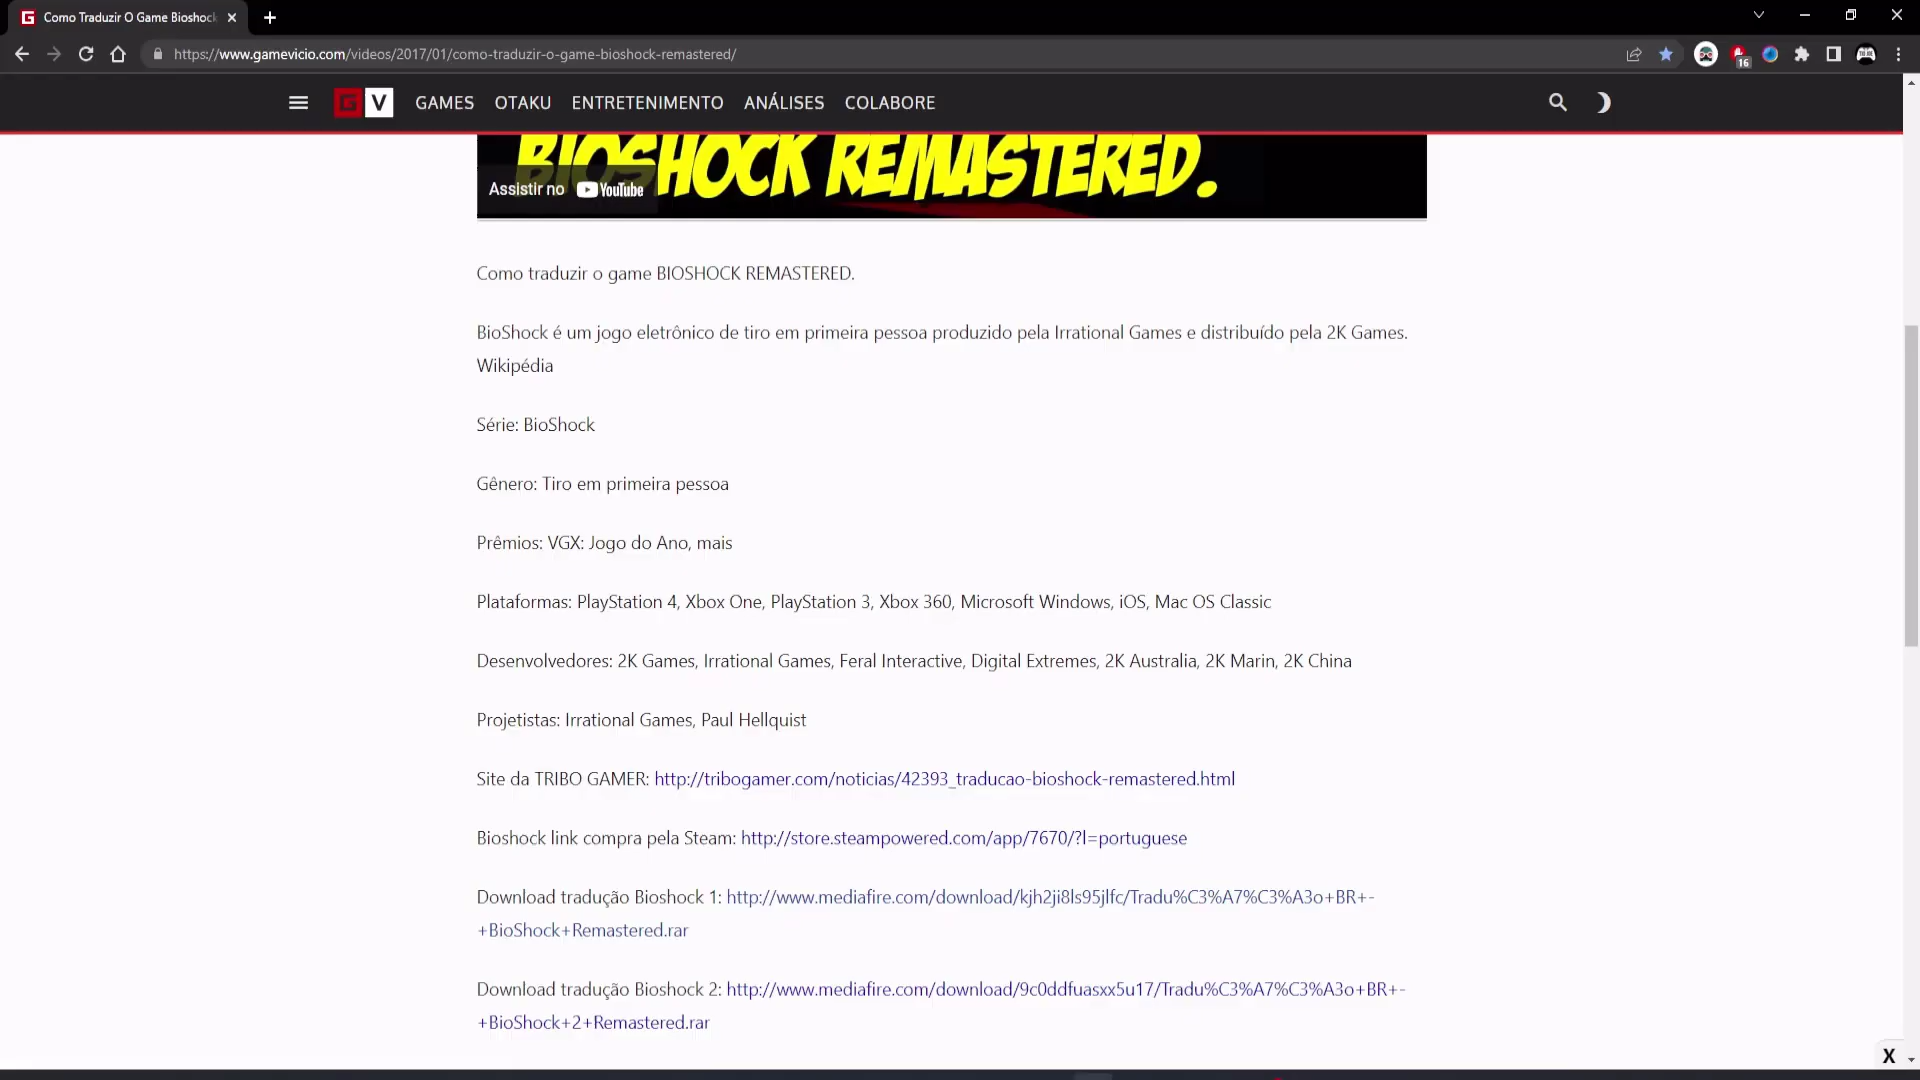 Como Traduzir O Game Bioshock
https://www.gamevicio.com/videos/2017/01/como-traduzir-o-game-bioshock-remastered/
16
G V GAMES OTAKU ENTRETENIMENTO ANÁLISES COLABORE
BIOSHOCK REMASTERED.
Assistir no YouTube
Como traduzir o game BIOSHOCK REMASTERED.
BioShock é um jogo eletrônico de tiro em primeira pessoa produzido pela Irrational Games e distribuído pela 2K Games.
Wikipédia
Série: BioShock
Gênero: Tiro em primeira pessoa
Prêmios: VGX: Jogo do Ano, mais
Plataformas: PlayStation 4, Xbox One, PlayStation 3, Xbox 360, Microsoft Windows, iOS, Mac OS Classic
Desenvolvedores: 2K Games, Irrational Games, Feral Interactive, Digital Extremes, 2K Australia, 2K Marin, 2K China
Projetistas: Irrational Games, Paul Hellquist
Site da TRIBO GAMER: http://tribogamer.com/noticias/42393_traducao-bioshock-remastered.html
Bioshock link compra pela Steam: http://store.steampowered.com/app/7670/?l=portuguese
Download tradução Bioshock 1: http://www.mediafire.com/download/kjh2ji8ls95jlfc/Tradu%C3%A7%C3%A3o+BR+-
+BioShock+Remastered.rar
Download tradução Bioshock 2: http://www.mediafire.com/download/9c0ddfuasxx5u17/Tradu%C3%A7%C3%A3o+BR+-
+BioShock+2+Remastered.rar
X